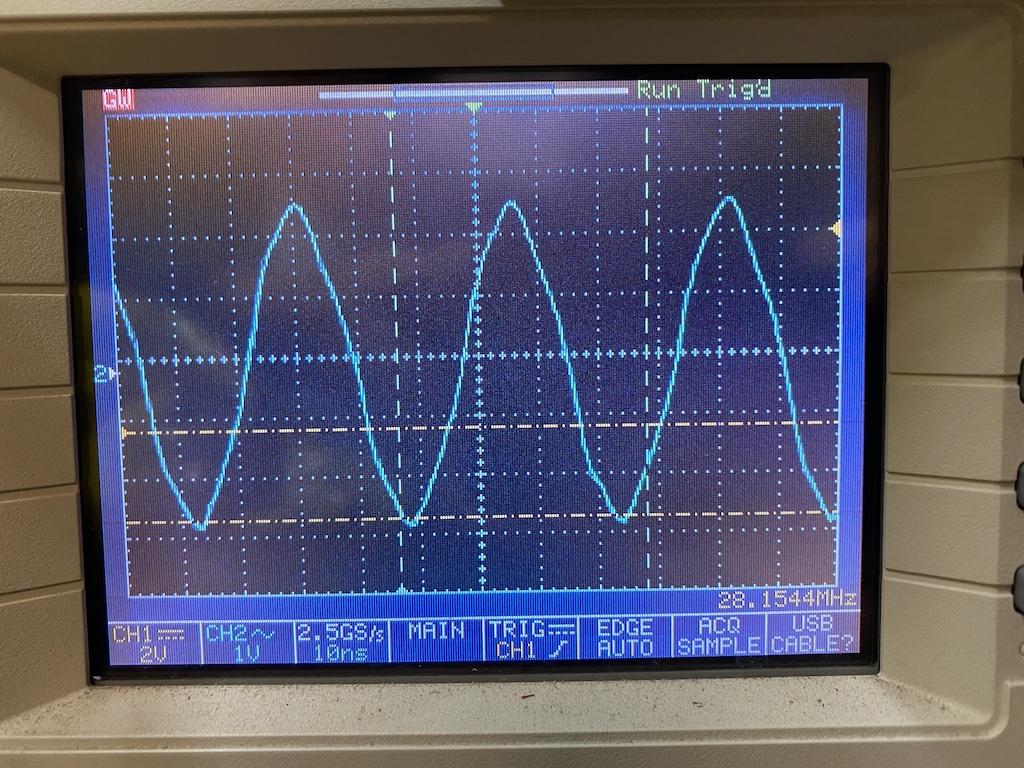 GW Run Trig'd
2
28.1544MHz
CH1 CH2 2.5GS/s MAIN TRIG EDGE ACQ USB
2V 1V 10ns CH1 AUTO SAMPLE CABLE?